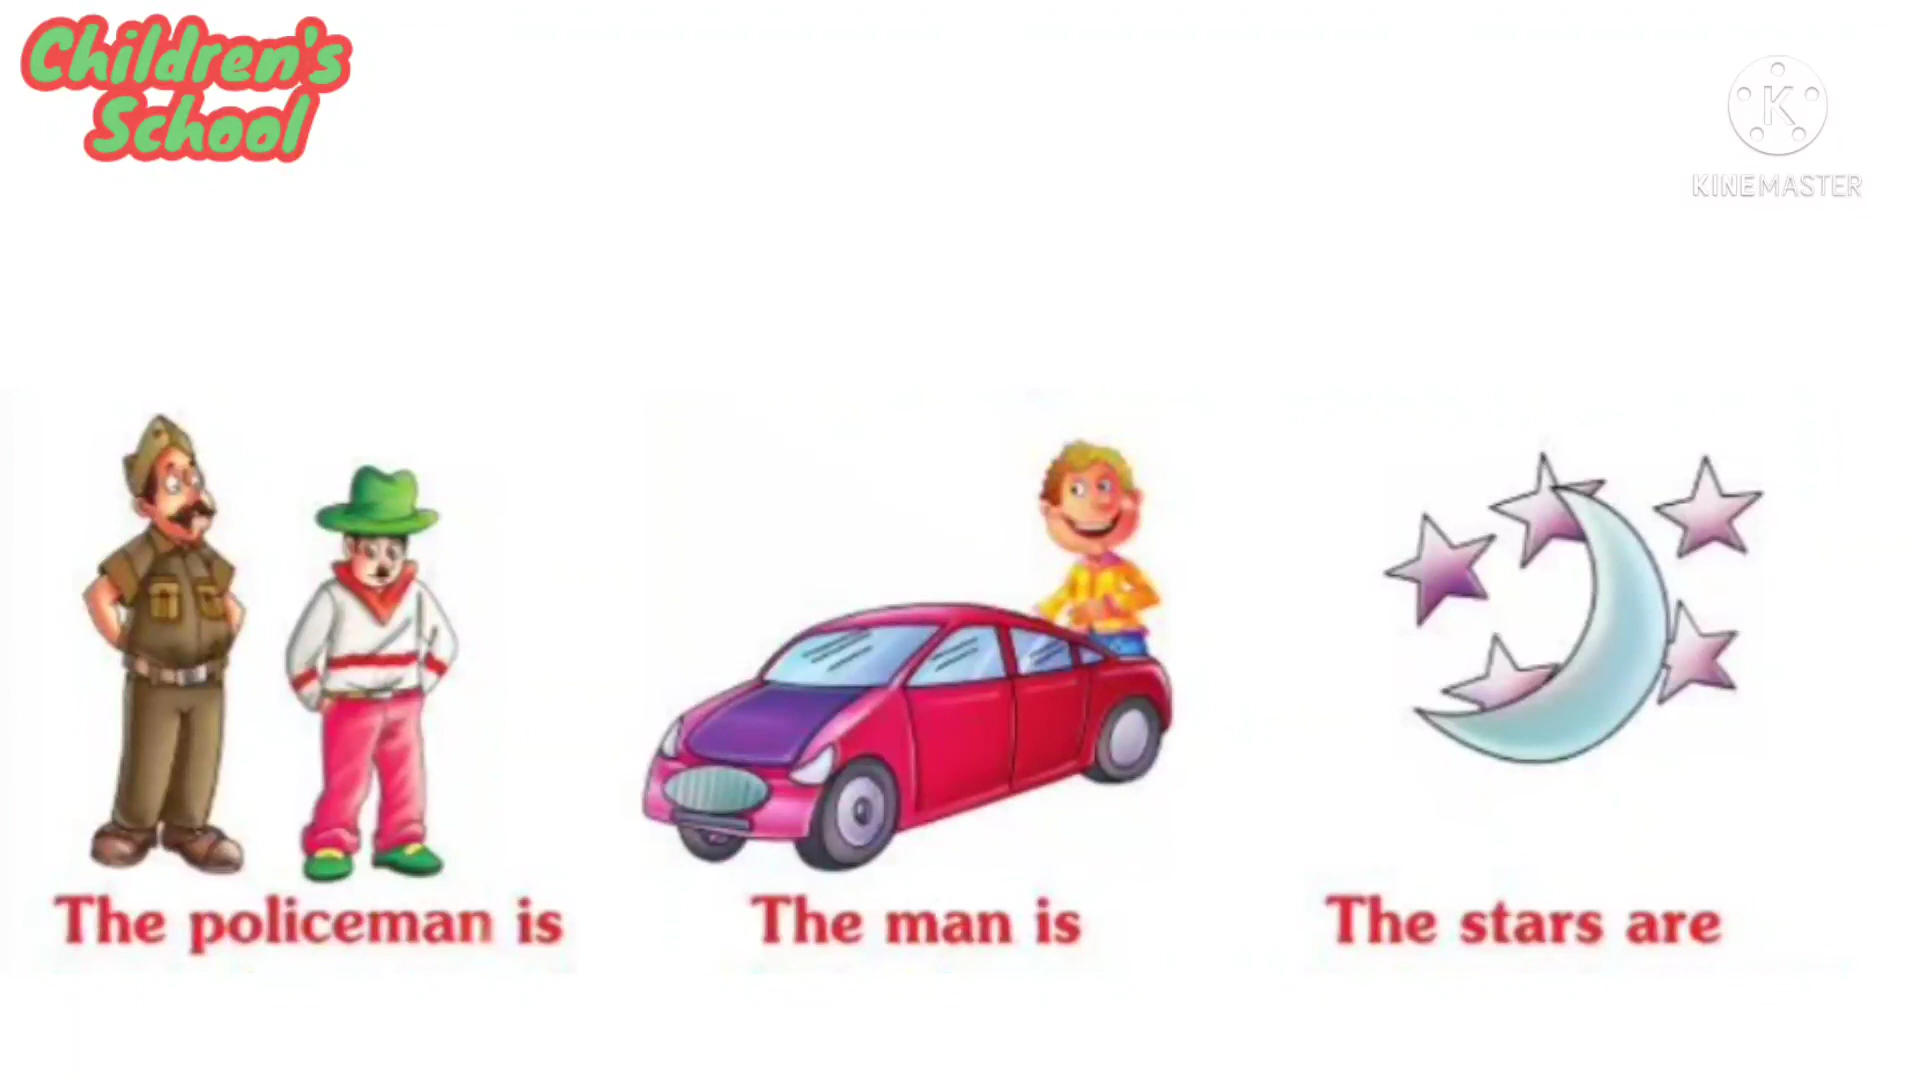 Children's
School
KINEMASTER
The policeman is
The man is
The stars are